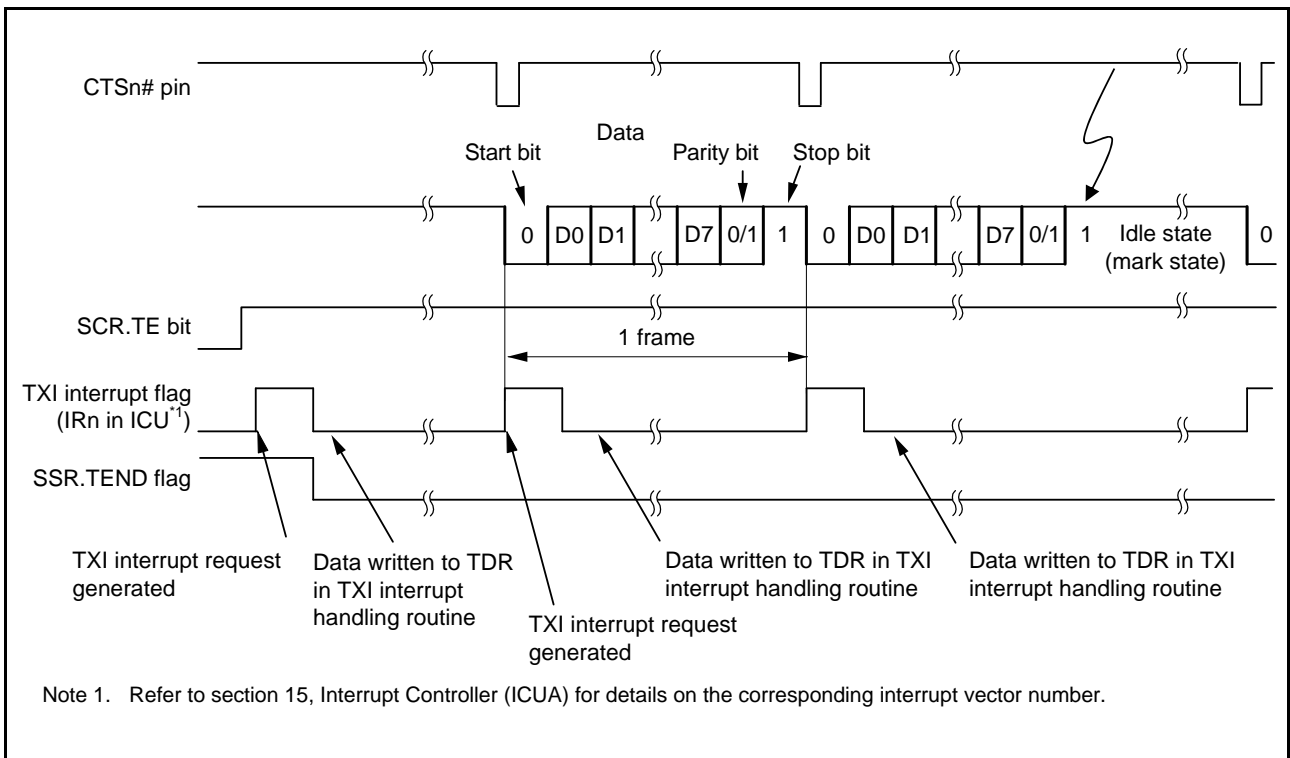 CTSn# pin
Data
Start bit
Parity bit
Stop bit
0 D0 D1 D7 0/1 1 0 D0 D1 D7 0/1 1 Idle state (mark state) 0
SCR.TE bit
1 frame
TXI interrupt flag
(IRn in ICU*1)
SSR.TEND flag
TXI interrupt request
generated
Data written to TDR
in TXI interrupt
handling routine
TXI interrupt request
generated
Data written to TDR in TXI
interrupt handling routine
Data written to TDR in TXI
interrupt handling routine
Note 1. Refer to section 15, Interrupt Controller (ICUA) for details on the corresponding interrupt vector number.